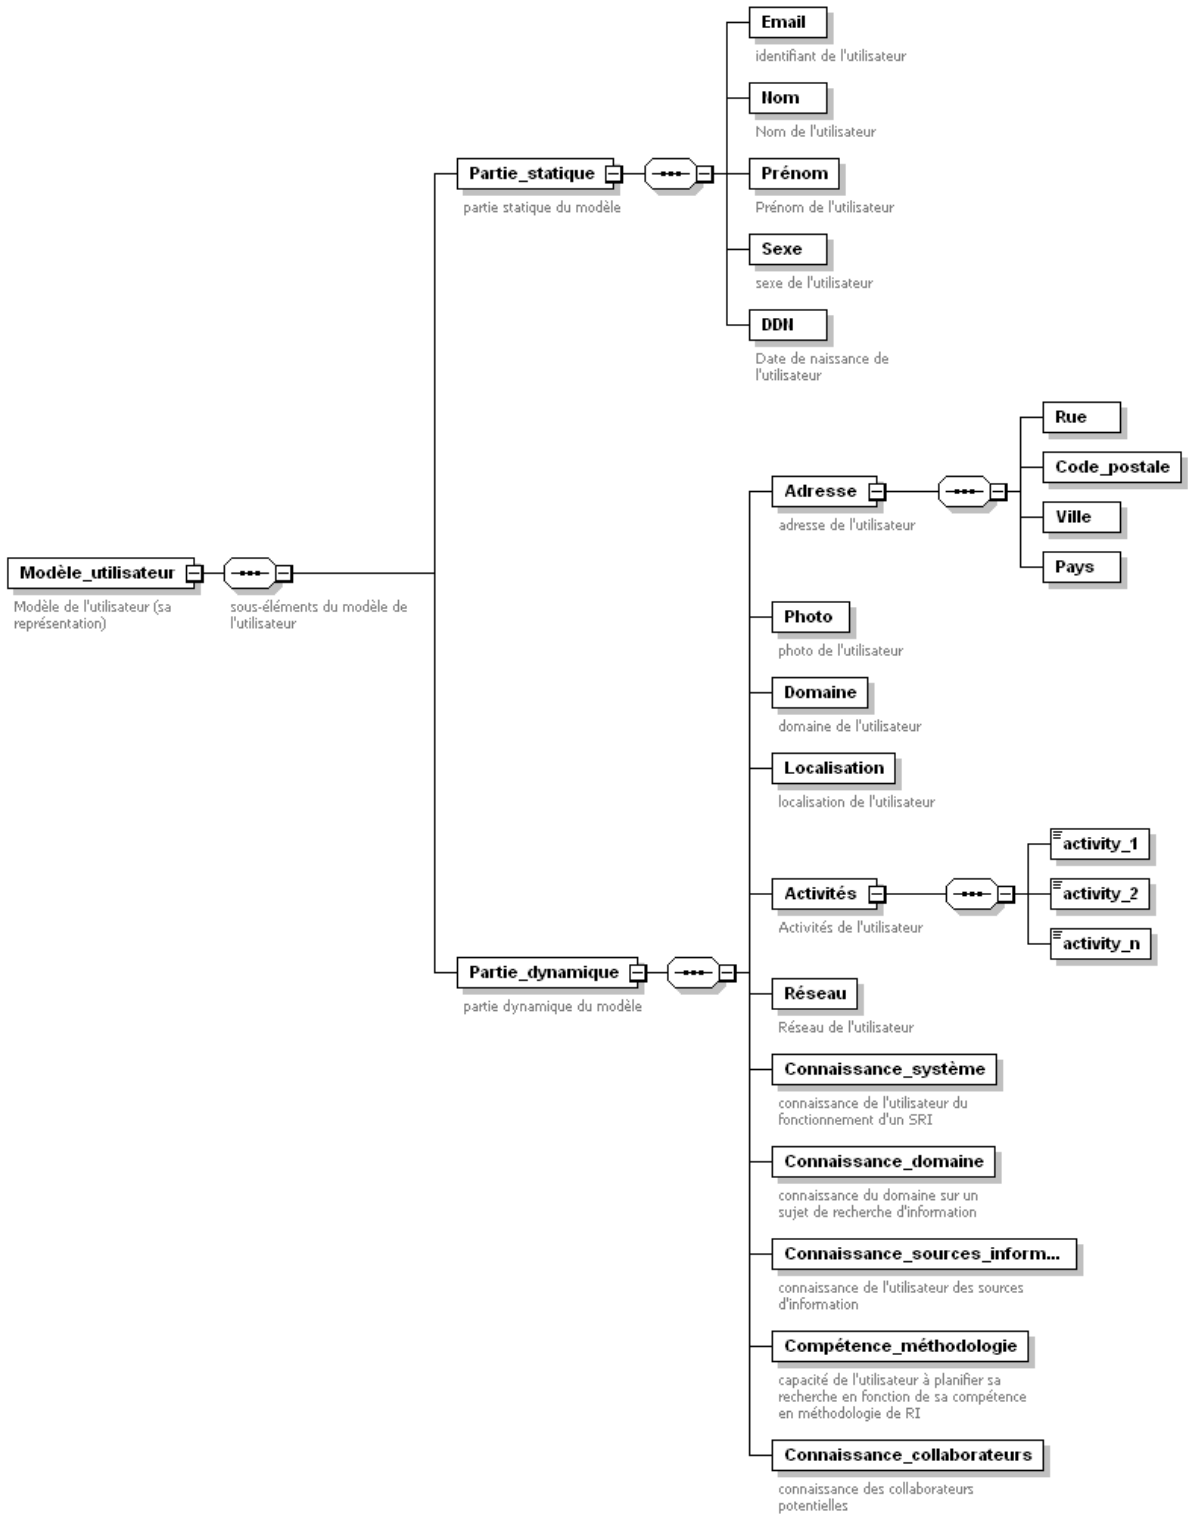 Email
identifiant de l'utilisateur
Nom
Nom de l'utilisateur
Partie_statique
partie statique du modèle
Prénom
Prénom de l'utilisateur
Sexe
sexe de l'utilisateur
DDN
Date de naissance de
l'utilisateur
Modèle_utilisateur
Modèle de l'utilisateur (sa
représentation)
sous-éléments du modèle de
l'utilisateur
Partie_dynamique
partie dynamique du modèle
Adresse
adresse de l'utilisateur
Rue
Code_postale
Ville
Pays
Photo
photo de l'utilisateur
Domaine
domaine de l'utilisateur
Localisation
localisation de l'utilisateur
Activités
Activités de l'utilisateur
activity_1
activity_2
activity_n
Réseau
Réseau de l'utilisateur
Connaissance_système
connaissance de l'utilisateur du
fonctionnement d'un SRI
Connaissance_domaine
connaissance du domaine sur un
sujet de recherche d'information
Connaissance_sources_inform...
connaissance de l'utilisateur des sources
d'information
Compétence_méthodologie
capacité de l'utilisateur à planifier sa
recherche en fonction de sa compétence
en méthodologie de RI
Connaissance_collaborateurs
connaissance des collaborateurs
potentielles